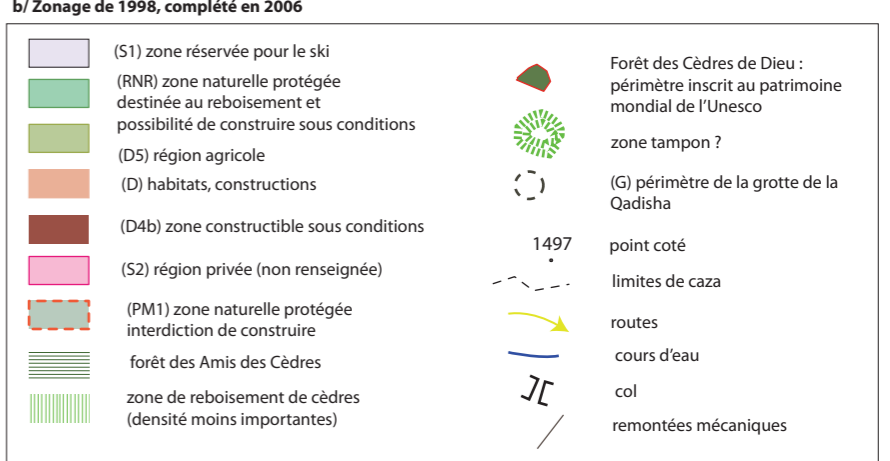 b/ Zonage de 1998, complété en 2006
(S1) zone réservée pour le ski
(RNR) zone naturelle protégée
destinée au reboisement et
possibilité de construire sous conditions
(D5) région agricole
(D) habitats, constructions
(D4b) zone constructible sous conditions
(S2) région privée (non renseignée)
(PM1) zone naturelle protégée
interdiction de construire
forêt des Amis des Cèdres
zone de reboisement de cèdres
(densité moins importantes)
Forêt des Cèdres de Dieu :
périmètre inscrit au patrimoine
mondial de l'Unesco
zone tampon ?
(G) périmètre de la grotte de la
Qadisha
1497
point coté
limites de caza
routes
cours d'eau
col
remontées mécaniques